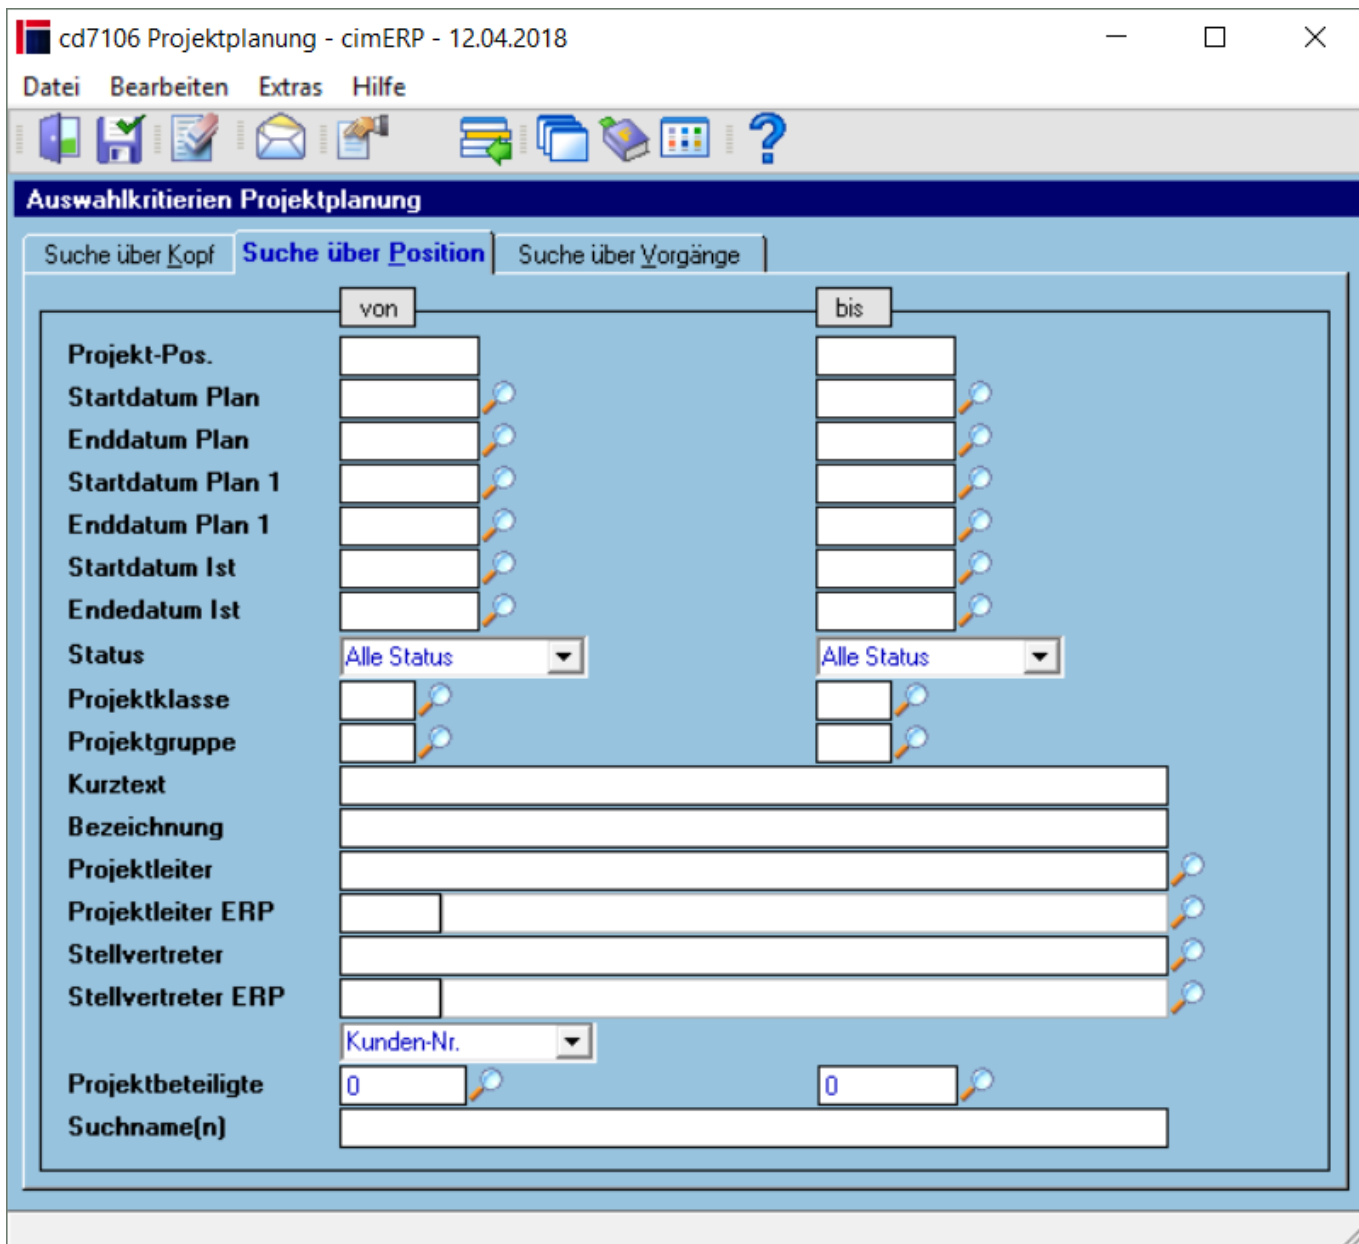 cd7106 Projektplanung - cimERP - 12.04.2018
Datei Bearbeiten Extras Hilfe
Auswahlkritierien Projektplanung
Suche über Kopf Suche über Position Suche über Vorgänge
von bis
Projekt-Pos.
Startdatum Plan
Enddatum Plan
Startdatum Plan 1
Enddatum Plan 1
Startdatum Ist
Endedatum Ist
Status Alle Status Alle Status
Projektklasse
Projektgruppe
Kurztext
Bezeichnung
Projektleiter
Projektleiter ERP
Stellvertreter
Stellvertreter ERP
Kunden-Nr.
Projektbeteiligte 0 0
Suchname(n)